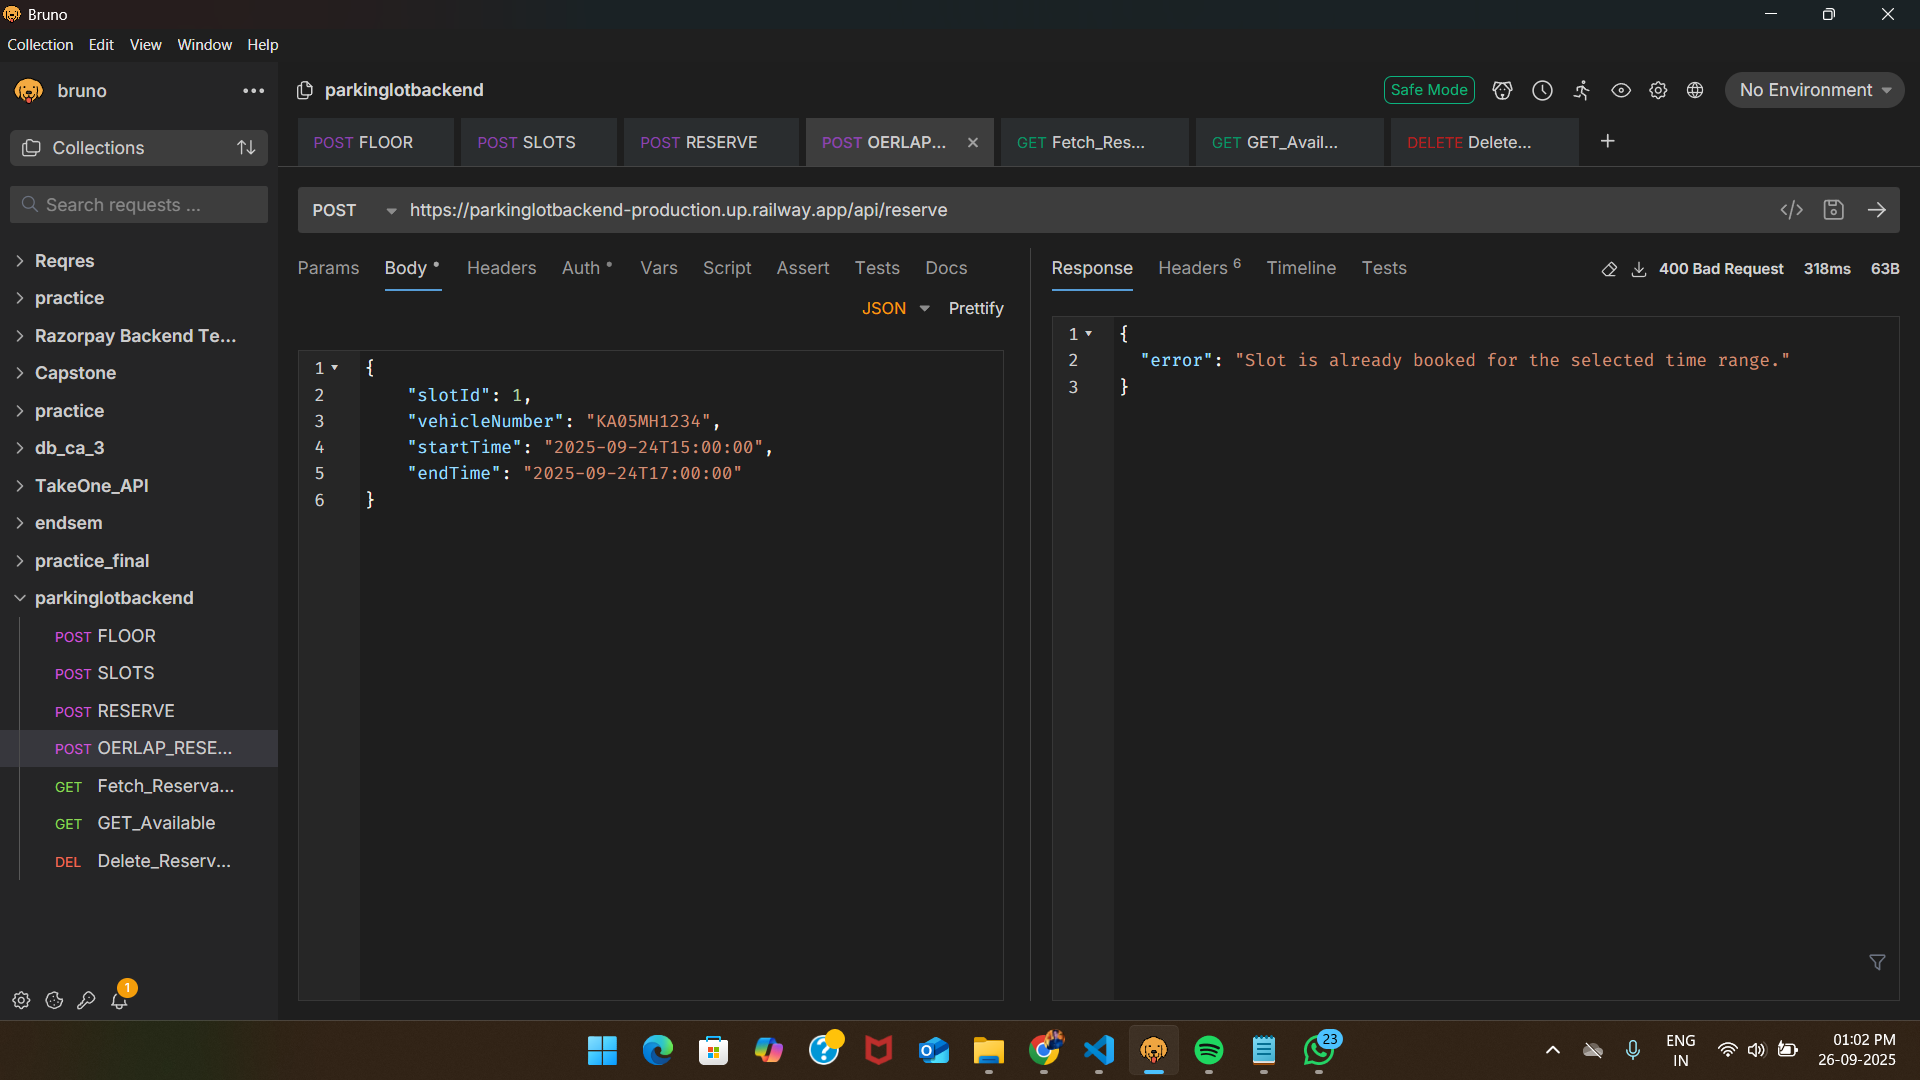 Bruno
Collection Edit View Window Help
bruno
Collections
Search requests ...
Reqres
practice
Razorpay Backend Te...
Capstone
practice
db_ca_3
TakeOne_API
endsem
practice_final
parkinglotbackend
POST FLOOR
POST SLOTS
POST RESERVE
POST OERLAP_RESE...
GET Fetch_Reserva...
GET GET_Available
DEL Delete_Reserv...
1
parkinglotbackend
Safe Mode
No Environment
POST FLOOR
POST SLOTS
POST RESERVE
POST OERLAP...
GET Fetch_Res...
GET GET_Avail...
DELETE Delete...
POST https://parkinglotbackend-production.up.railway.app/api/reserve
Params Body Headers Auth Vars Script Assert Tests Docs
JSON Prettify
1 {
2 "slotId": 1,
3 "vehicleNumber": "KA05MH1234",
4 "startTime": "2025-09-24T15:00:00",
5 "endTime": "2025-09-24T17:00:00"
6 }
Response Headers 6 Timeline Tests
400 Bad Request 318ms 63B
1 {
2 "error": "Slot is already booked for the selected time range."
3 }
23
ENG
IN
01:02 PM
26-09-2025